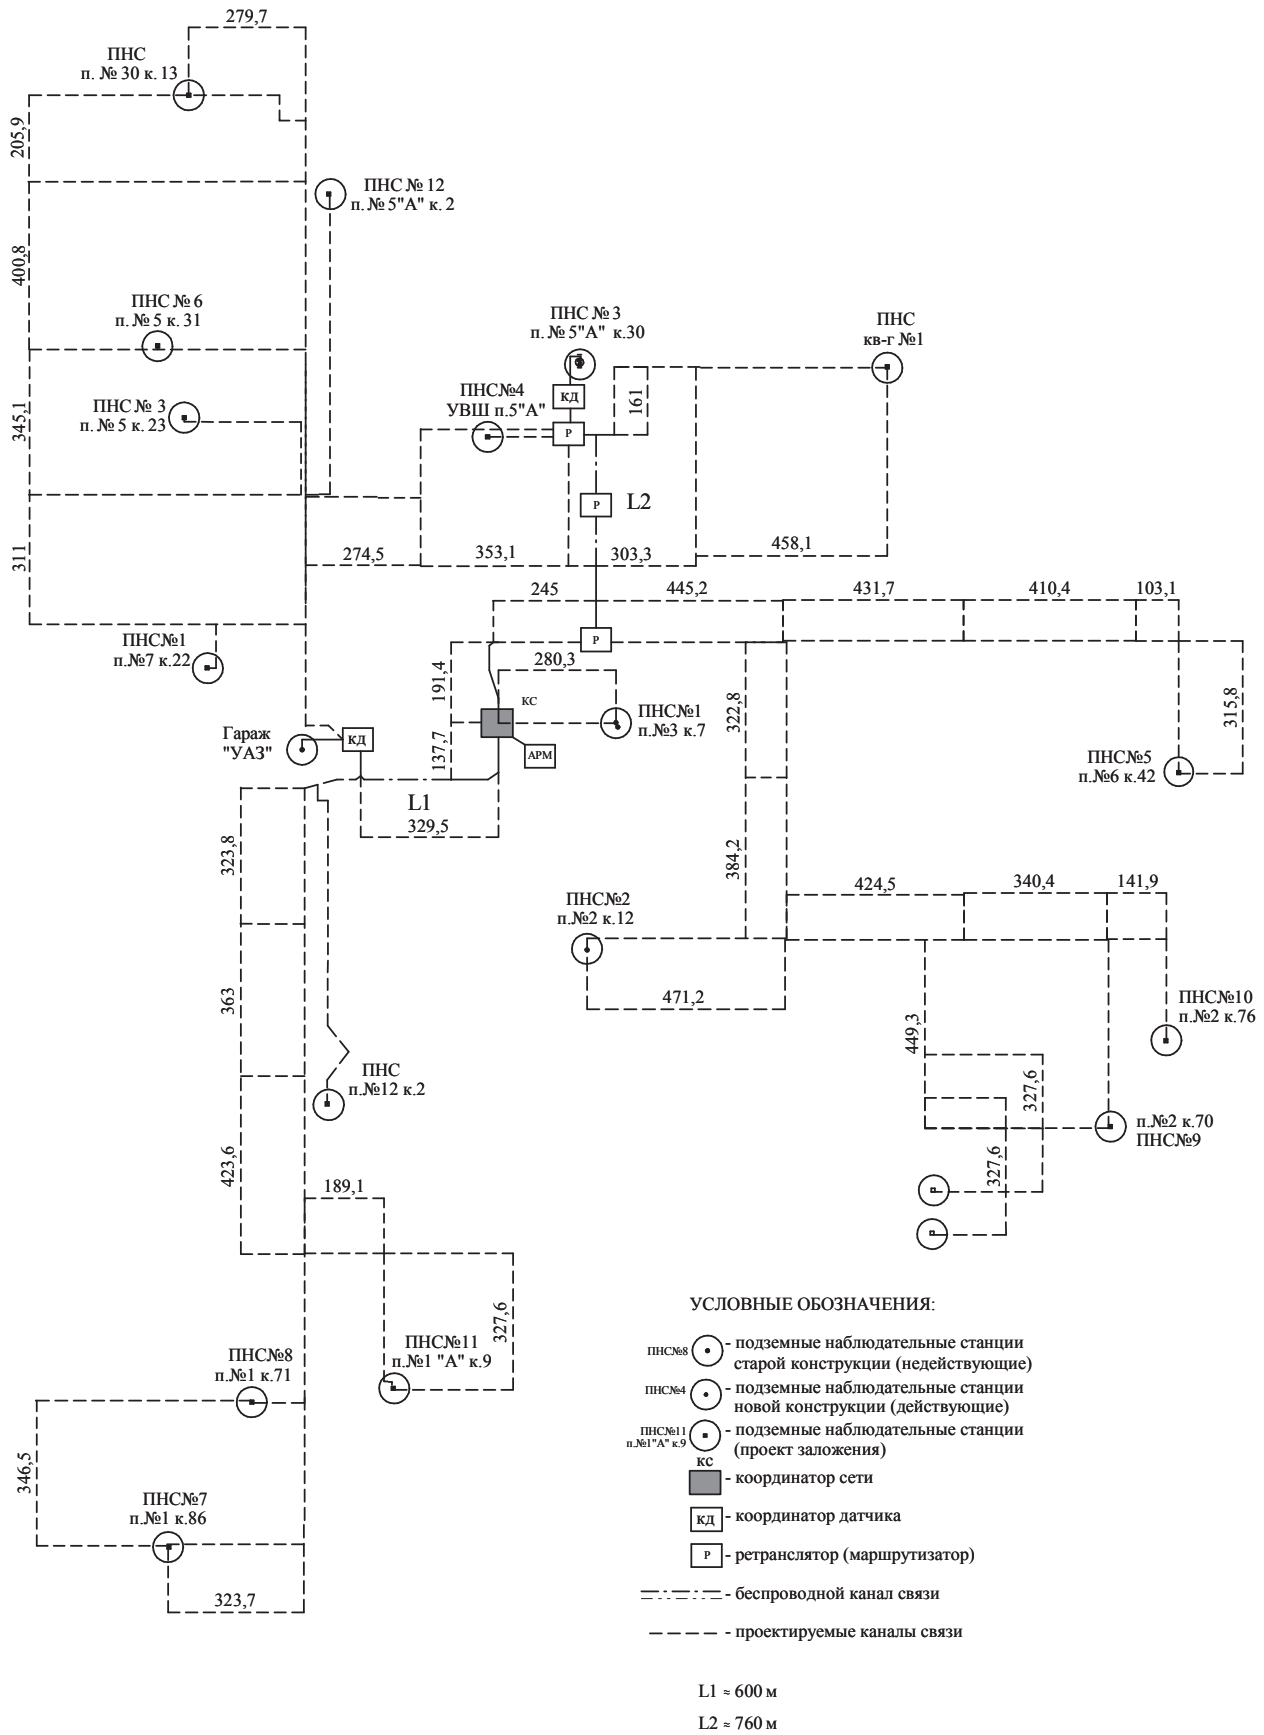 279,7
ПНС
п. № 30 к. 13
205,9
ПНС № 12
п. № 5"А" к. 2
400,8
ПНС № 6
п. № 5 к. 31
ПНС № 3
п. № 5"А" к.30
ПНС
кв-г №1
345,1
ПНС № 3
п. № 5 к. 23
ПНС№4
УВШ п.5"А"
КД
Р
161
Р
L2
311
274,5
353,1
303,3
458,1
245
445,2
431,7
410,4
103,1
Р
ПНС№1
п.№7 к.22
191,4
280,3
322,8
315,8
КС
ПНС№1
п.№3 к.7
Гараж
"УАЗ"
КД
137,7
АРМ
ПНС№5
п.№6 к.42
L1
329,5
323,8
384,2
ПНС№2
п.№2 к.12
424,5
340,4
141,9
363
471,2
449,3
ПНС№10
п.№2 к.76
ПНС
п.№12 к.2
327,6
п.№2 к.70
ПНС№9
423,6
327,6
189,1
327,6
ПНС№11
п.№1 "А" к.9
ПНС№8
п.№1 к.71
346,5
ПНС№7
п.№1 к.86
323,7
УСЛОВНЫЕ ОБОЗНАЧЕНИЯ:
ПНС№8 - подземные наблюдательные станции
старой конструкции (недействующие)
ПНС№4 - подземные наблюдательные станции
новой конструкции (действующие)
ПНС№11 - подземные наблюдательные станции
п.№1"А" к.9 (проект заложения)
КС
- координатор сети
КД - координатор датчика
Р - ретранслятор (маршрутизатор)
- беспроводной канал связи
- проектируемые каналы связи
L1 ≈ 600 м
L2 ≈ 760 м